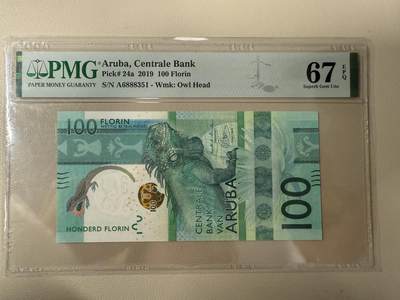 PMG
PAPER MONEY GUARANTY
Aruba, Centrale Bank
Pick# 24a 2019 100 Florin
S/N A6888351 - Wmk: Owl Head
67 EPQ
Superb Gem Unc
100 FLORIN
HONDERD FLORIN
CENTRALE
BANK
VAN
ARUBA
100